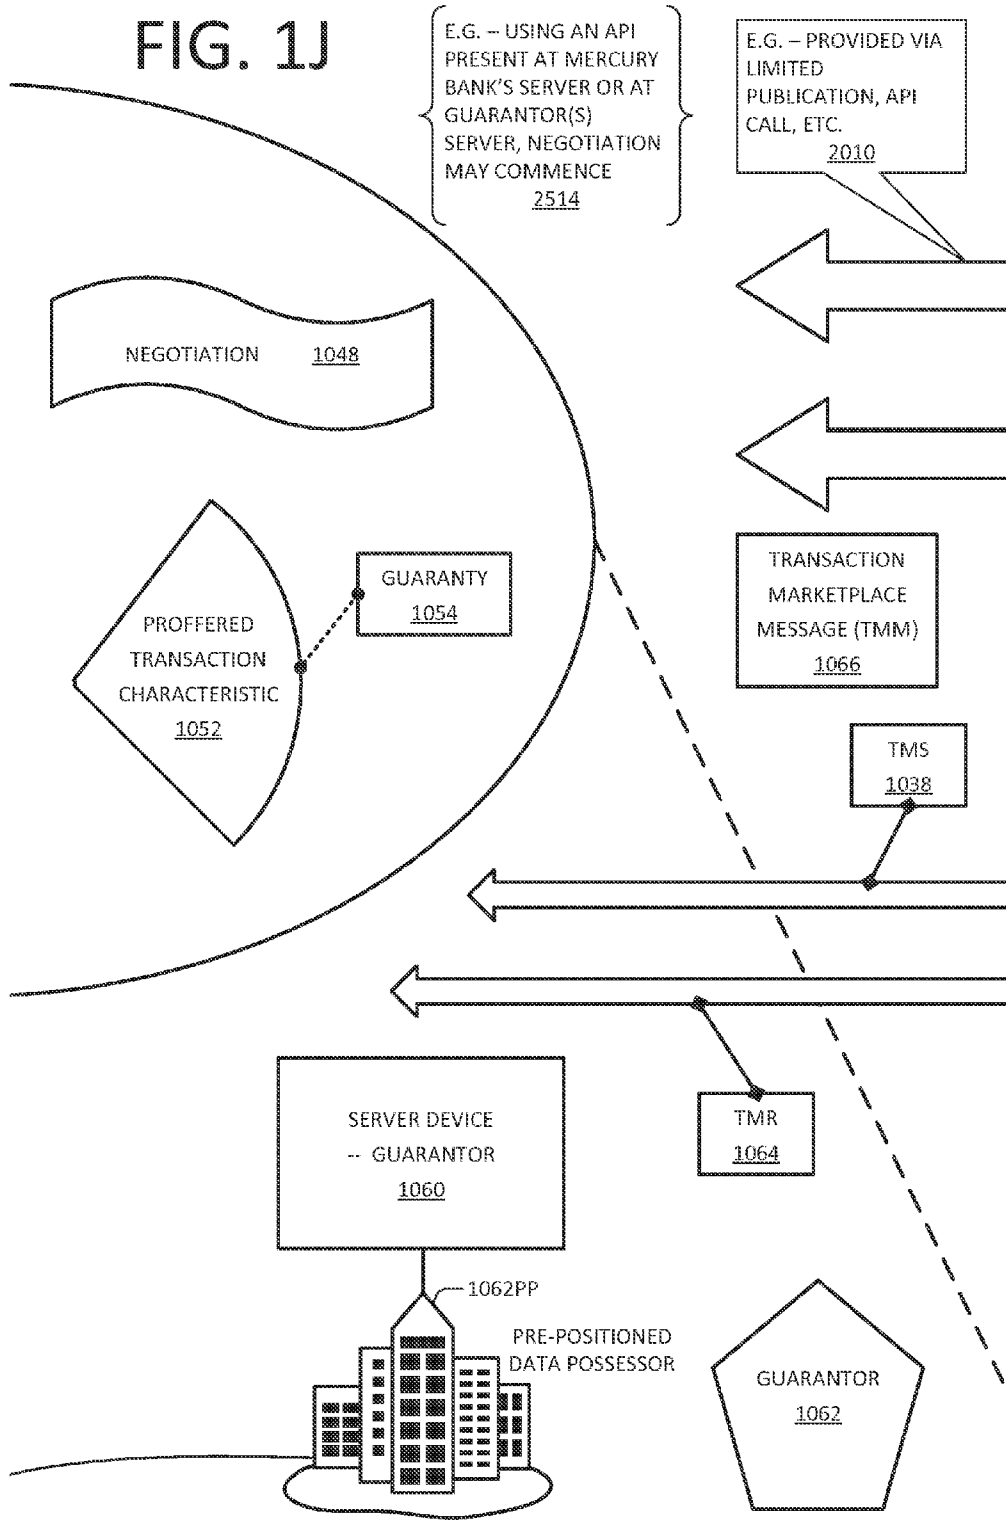 FIG. 1J
E.G. – USING AN API
PRESENT AT MERCURY
BANK'S SERVER OR AT
GUARANTOR(S)
SERVER, NEGOTIATION
MAY COMMENCE
2514
E.G. – PROVIDED VIA
LIMITED
PUBLICATION, API
CALL, ETC.
2010
NEGOTIATION 1048
GUARANTY
1054
PROFFERED
TRANSACTION
CHARACTERISTIC
1052
TRANSACTION
MARKETPLACE
MESSAGE (TMM)
1066
TMS
1038
TMR
1064
SERVER DEVICE
-- GUARANTOR
1060
1062PP
PRE-POSITIONED
DATA POSSESSOR
GUARANTOR
1062